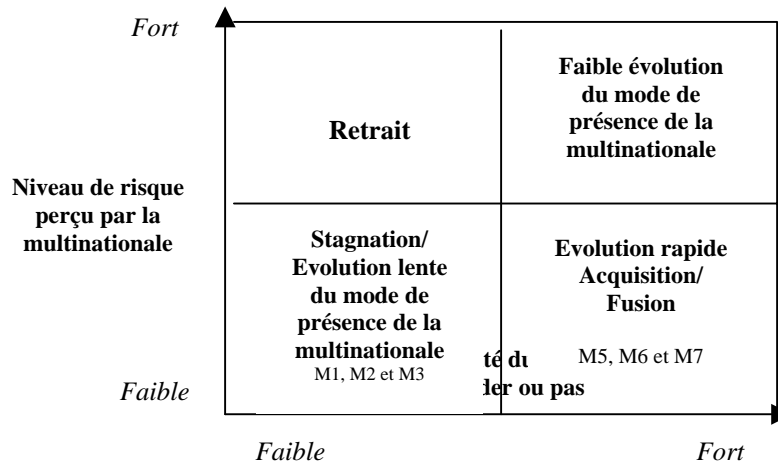 Fort
Faible évolution
du mode de
présence de la
multinationale
Retrait
Niveau de risque
perçu par la
multinationale
Stagnation/
Evolution lente
du mode de
présence de la
multinationale
M1, M2 et M3
Evolution rapide
Acquisition/
Fusion
M5, M6 et M7
ou pas
Faible
Faible
Fort